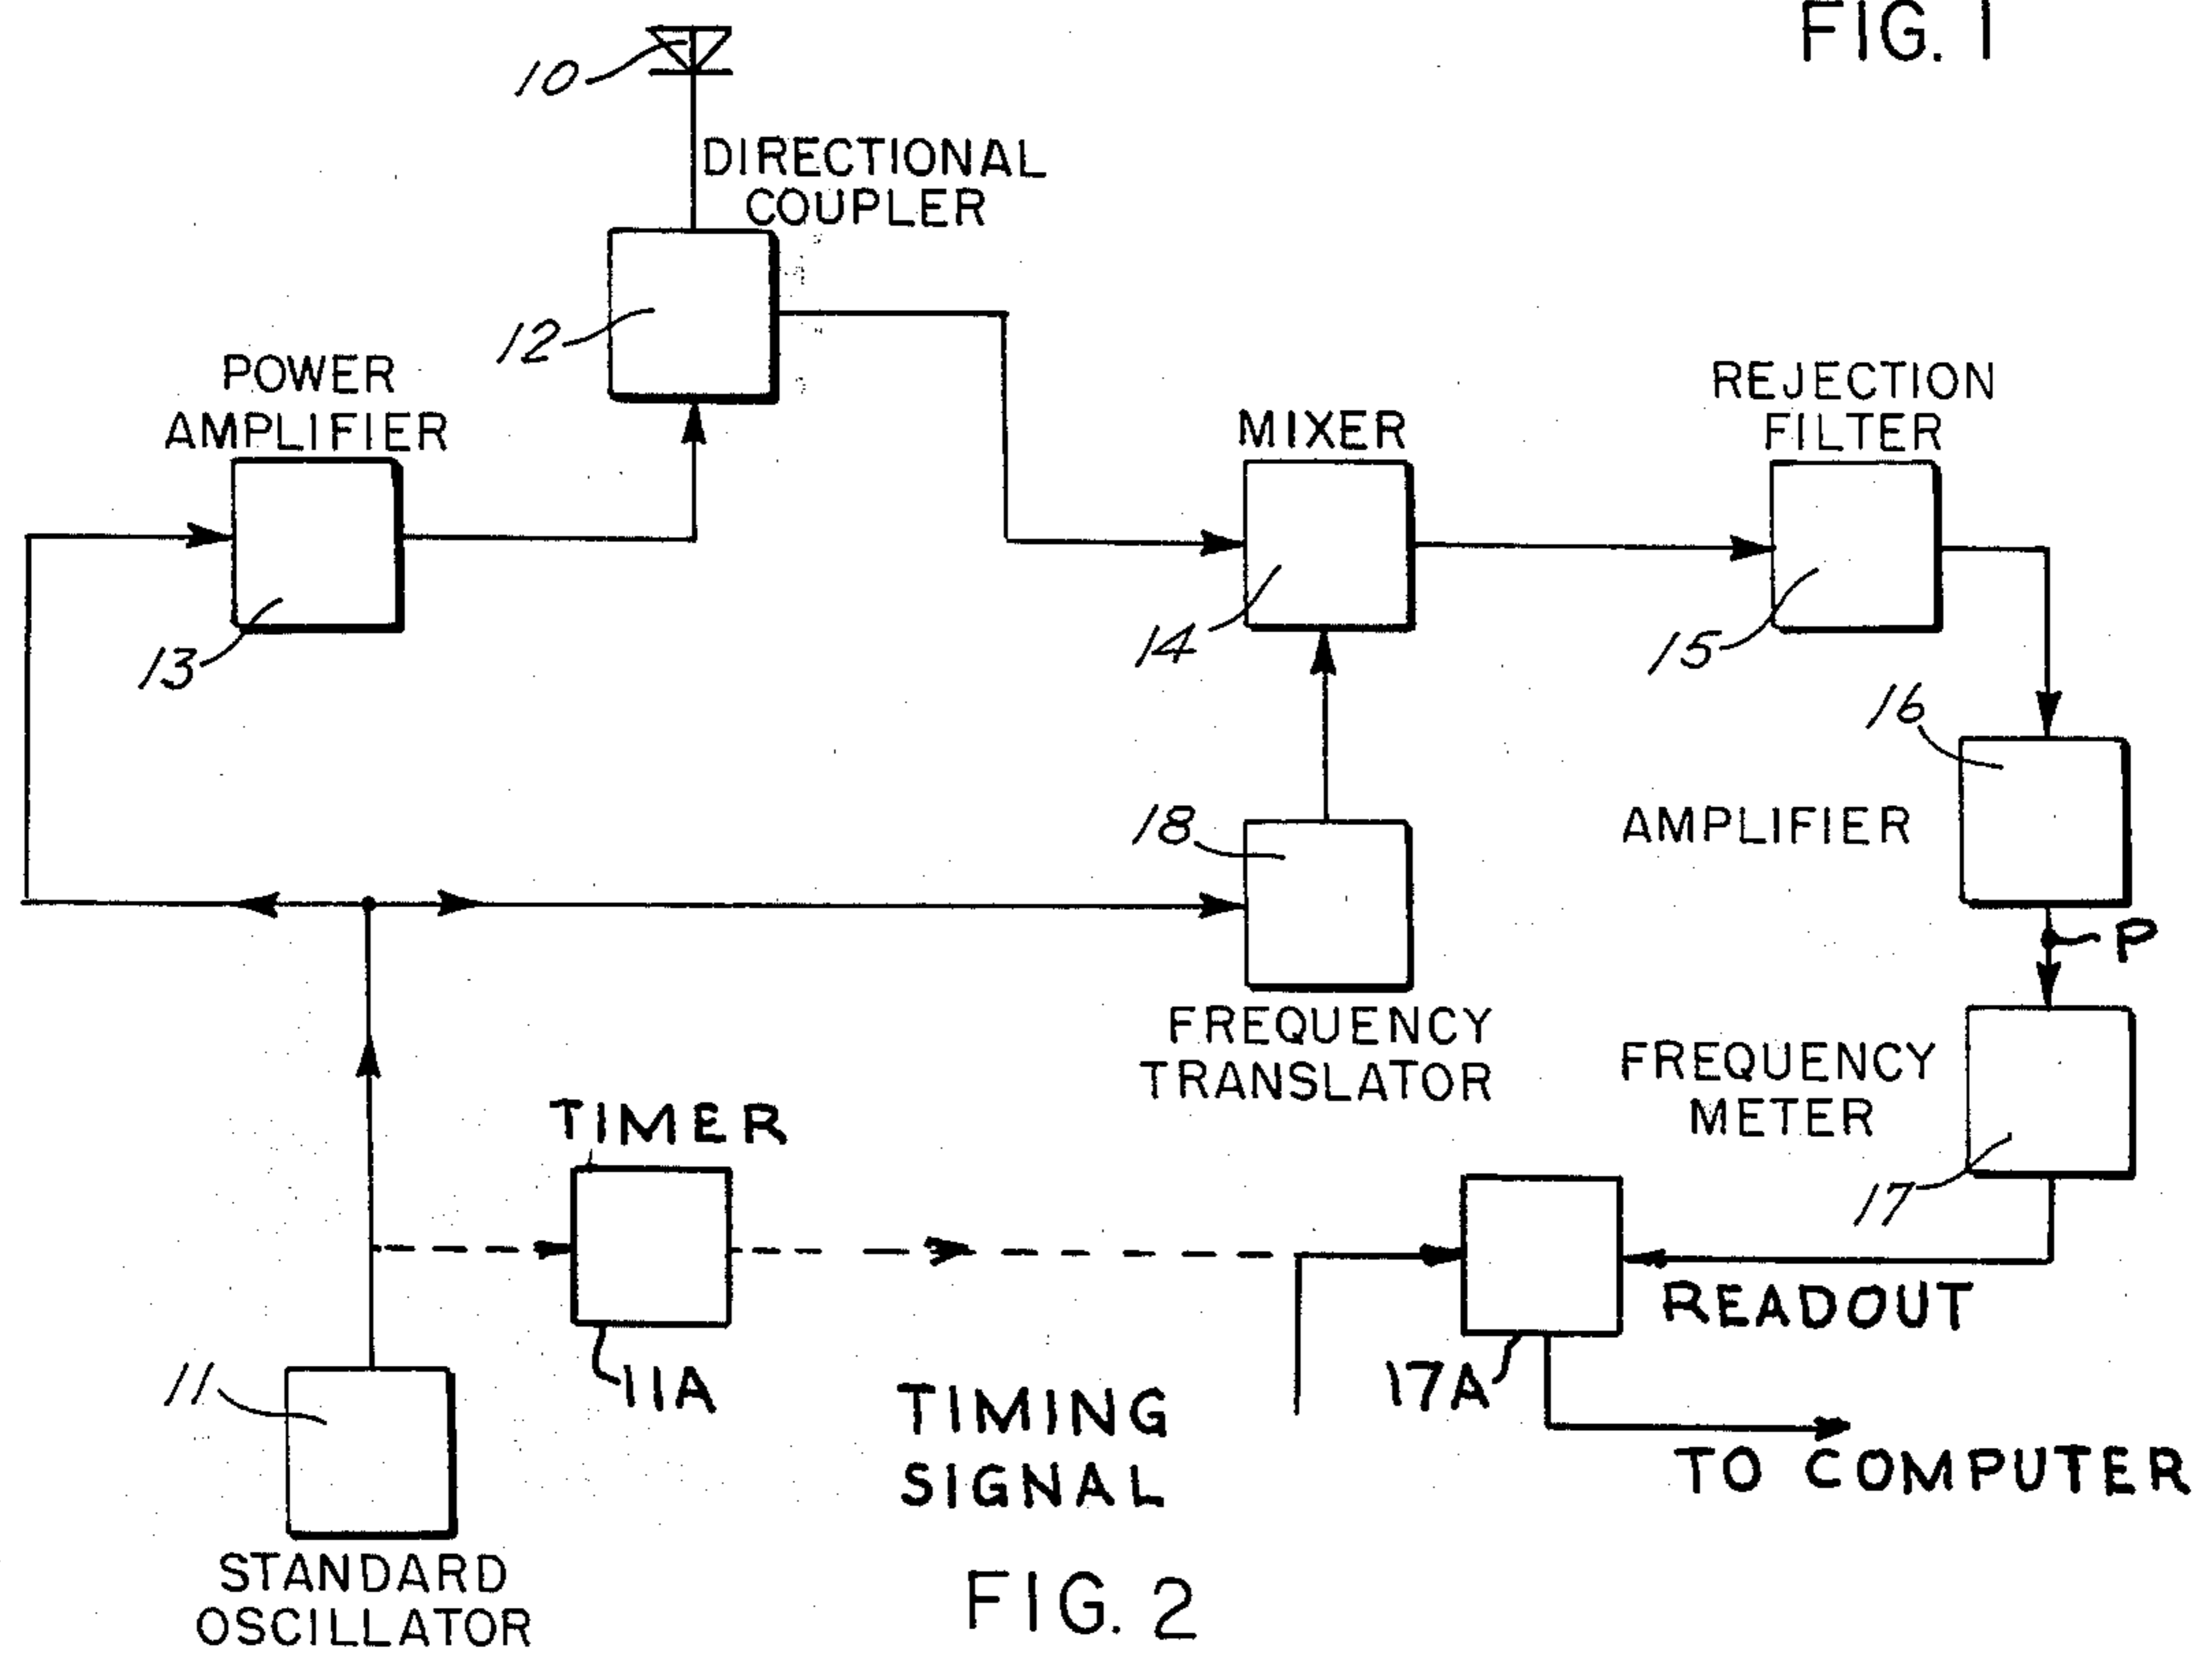 FIG. 1
10
DIRECTIONAL
COUPLER
12
POWER
AMPLIFIER
13
MIXER
14
REJECTION
FILTER
15
16
AMPLIFIER
P
18
FREQUENCY
TRANSLATOR
FREQUENCY
METER
17
TIMER
11A
READOUT
17A
TIMING
SIGNAL
TO COMPUTER
11
STANDARD
OSCILLATOR
FIG. 2